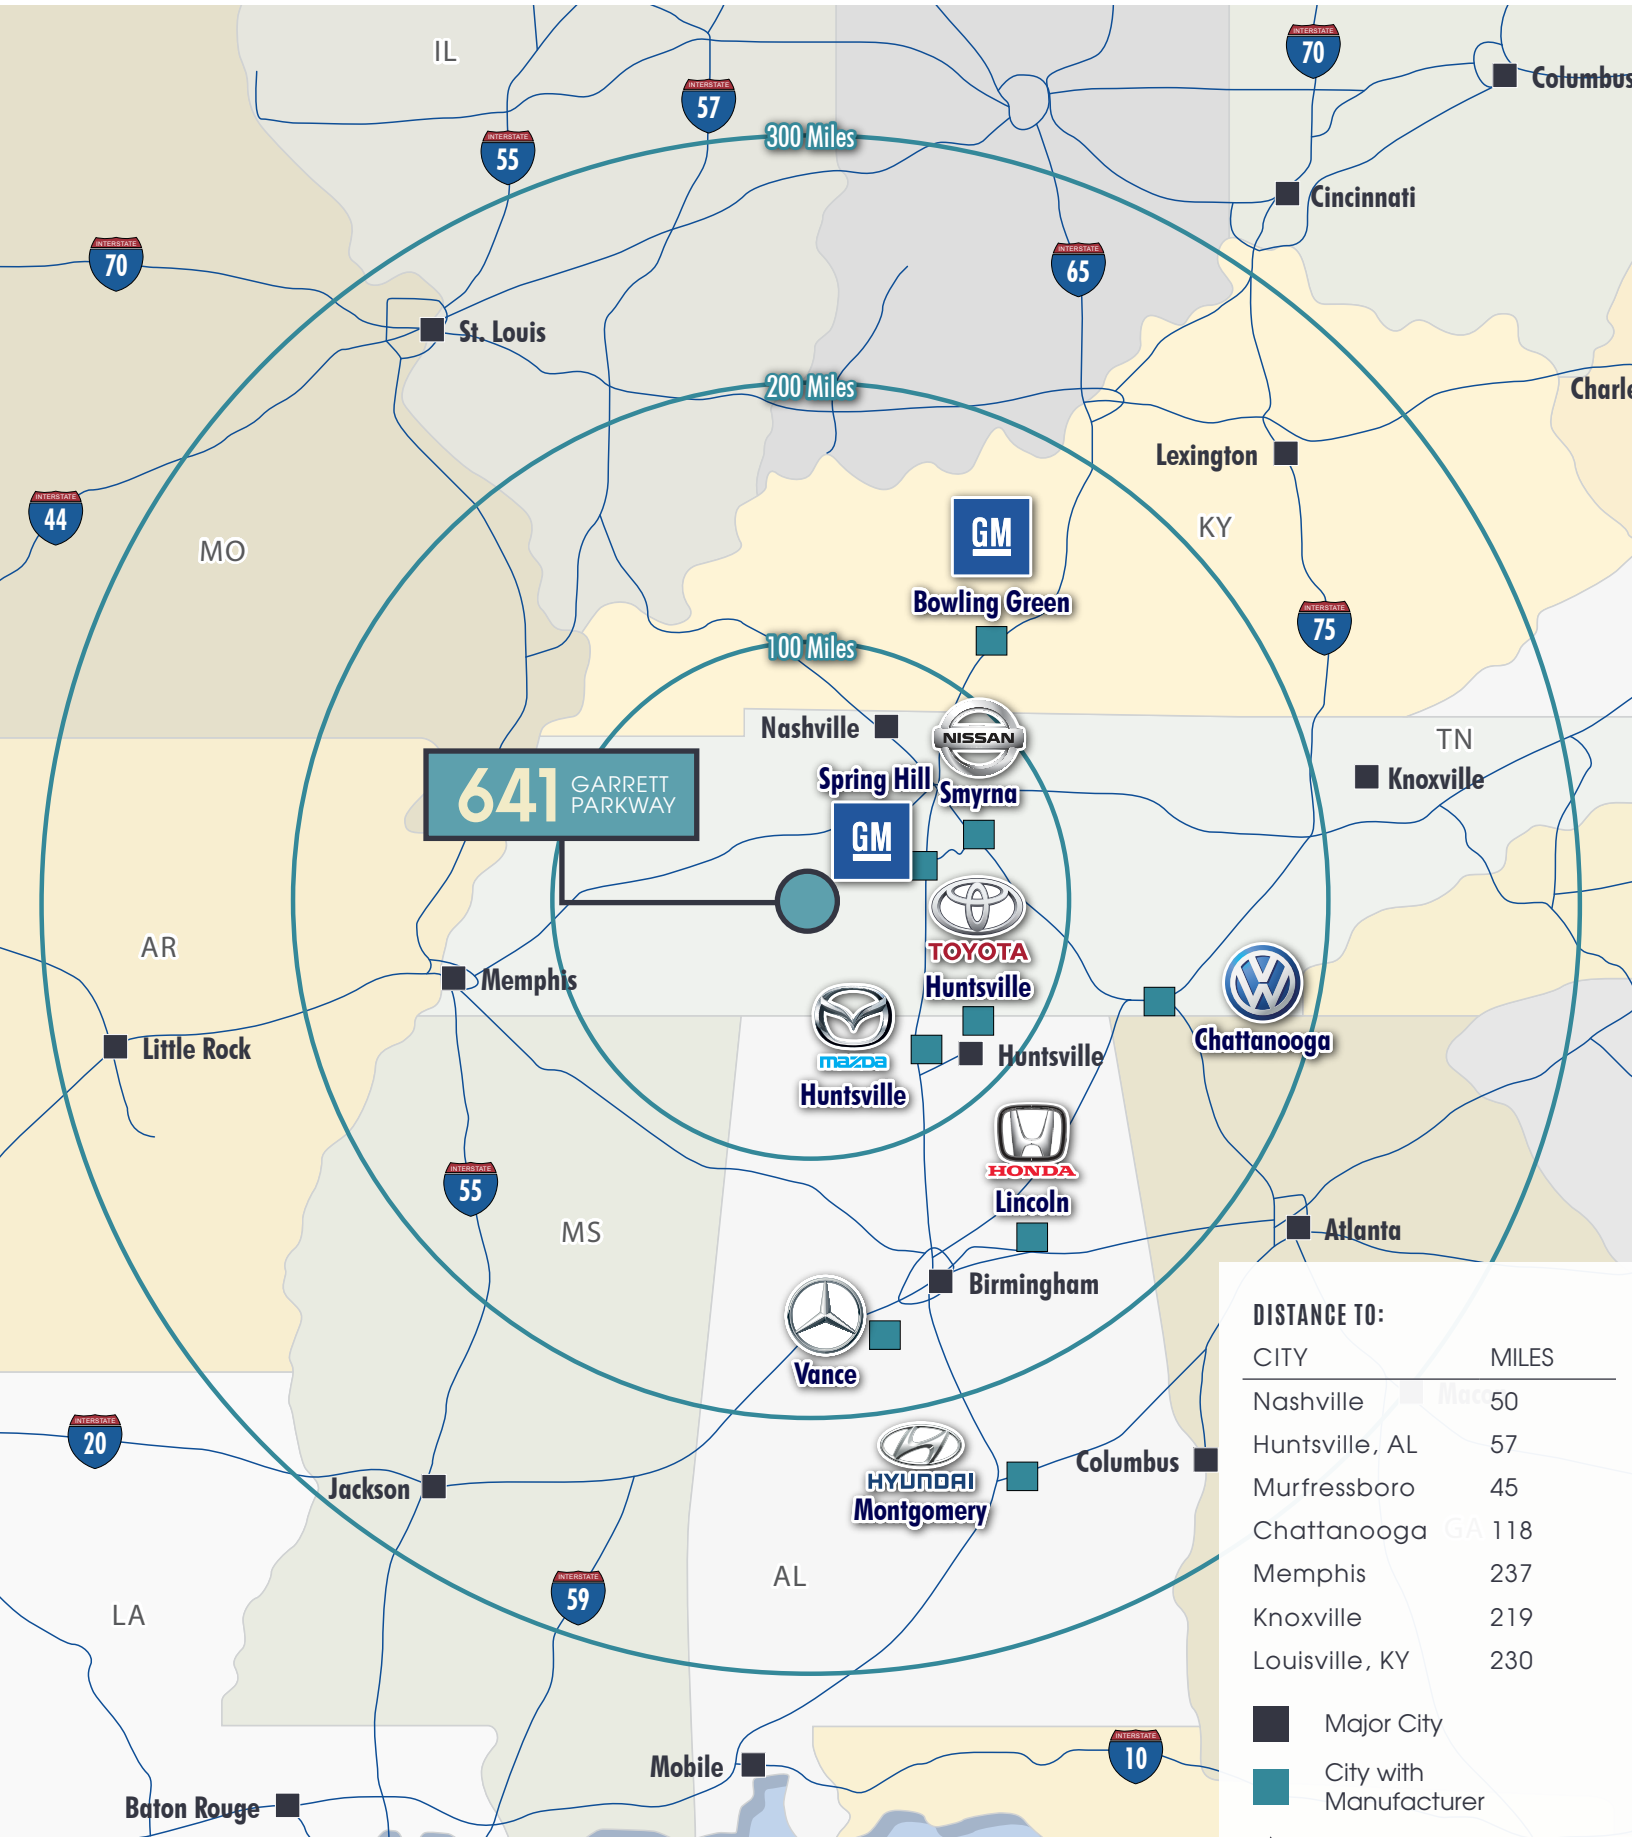 IL
INTERSTATE
70
Columbus
INTERSTATE
57
300 Miles
INTERSTATE
55
Cincinnati
INTERSTATE
70
INTERSTATE
65
St. Louis
200 Miles
Lexington
INTERSTATE
44
MO
GM
KY
Bowling Green
INTERSTATE
75
100 Miles
Nashville
NISSAN
TN
Knoxville
641 GARRETT
PARKWAY
Spring Hill
Smyrna
GM
AR
TOYOTA
Memphis
Huntsville
Little Rock
mazda
Huntsville
Huntsville
Chattanooga
HONDA
Lincoln
INTERSTATE
55
MS
Atlanta
Birmingham
Vance
INTERSTATE
20
Jackson
HYUNDAI
Montgomery
Columbus
AL
INTERSTATE
59
LA
Mobile
INTERSTATE
10
Baton Rouge
DISTANCE TO:
CITY MILES
Nashville 50
Huntsville, AL 57
Murfressboro 45
Chattanooga 118
GA
Memphis 237
Knoxville 219
Louisville, KY 230
Major City
City with
Manufacturer